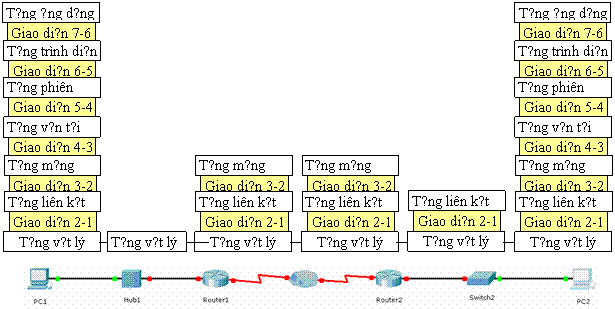 T?ng ?ng d?ng
Giao di?n 7-6
T?ng trình di?n
Giao di?n 6-5
T?ng phiên
Giao di?n 5-4
T?ng v?n t?i
Giao di?n 4-3
T?ng m?ng
Giao di?n 3-2
T?ng liên k?t
Giao di?n 2-1
T?ng v?t lý
T?ng v?t lý
T?ng m?ng
Giao di?n 3-2
T?ng liên k?t
Giao di?n 2-1
T?ng v?t lý
T?ng m?ng
Giao di?n 3-2
T?ng liên k?t
Giao di?n 2-1
T?ng v?t lý
T?ng liên k?t
Giao di?n 2-1
T?ng v?t lý
T?ng ?ng d?ng
Giao di?n 7-6
T?ng trình di?n
Giao di?n 6-5
T?ng phiên
Giao di?n 5-4
T?ng v?n t?i
Giao di?n 4-3
T?ng m?ng
Giao di?n 3-2
T?ng liên k?t
Giao di?n 2-1
T?ng v?t lý
PC1
Hub1
Router1
Router2
Switch2
PC2